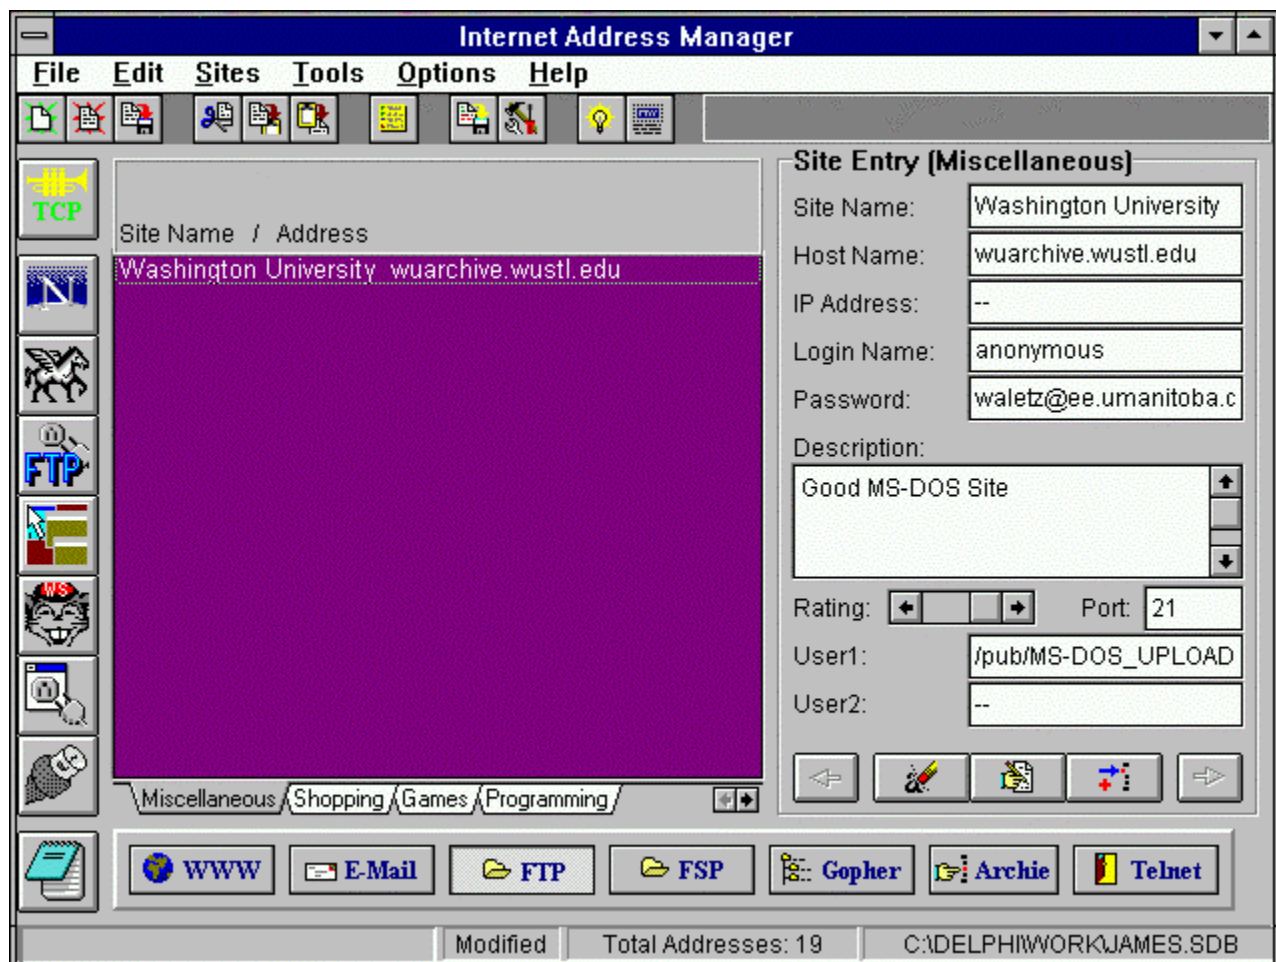 Internet Address Manager
File Edit Sites Tools Options Help
TCP
Site Name / Address
Washington University wuarchive.wustl.edu
N
FTP
WS
Miscellaneous Shopping Games Programming
Site Entry (Miscellaneous)
Site Name: Washington University
Host Name: wuarchive.wustl.edu
IP Address: --
Login Name: anonymous
Password: waletz@ee.umanitoba.c
Description:
Good MS-DOS Site
Rating: Port: 21
User1: /pub/MS-DOS_UPLOAD
User2: --
WWW E-Mail FTP FSP Gopher Archie Telnet
Modified Total Addresses: 19 C:\DELPHI\WORK\JAMES.SDB